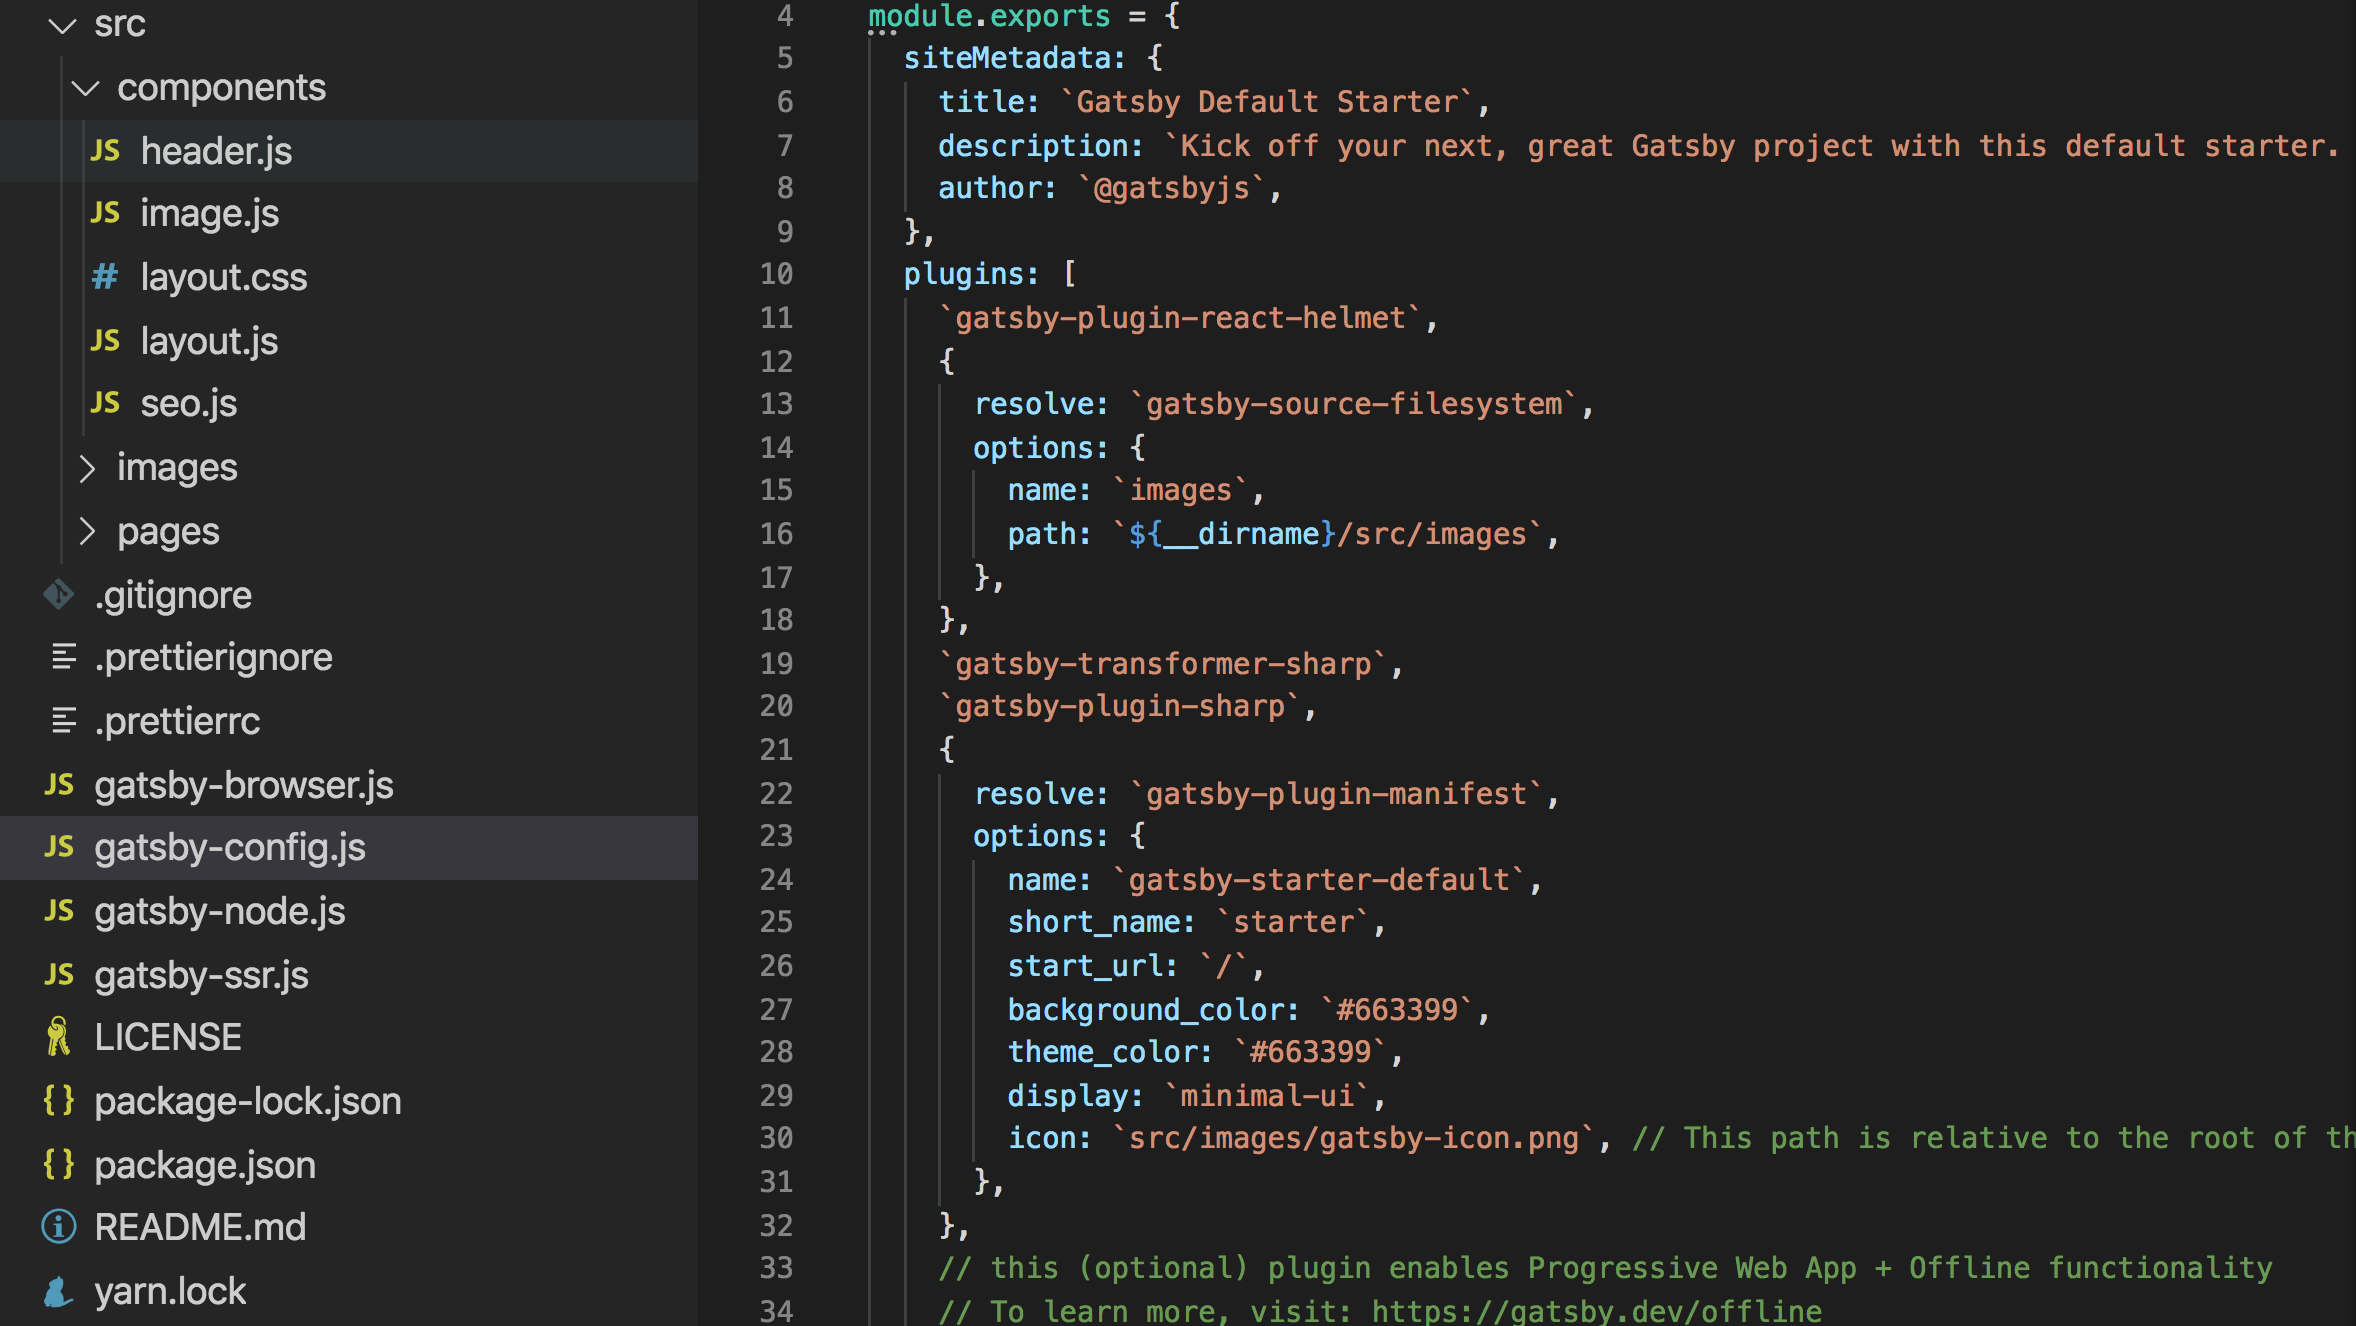 src
components
JS header.js
JS image.js
# layout.css
JS layout.js
JS seo.js
images
pages
.gitignore
.prettierignore
.prettierrc
JS gatsby-browser.js
JS gatsby-config.js
JS gatsby-node.js
JS gatsby-ssr.js
LICENSE
{} package-lock.json
{} package.json
README.md
yarn.lock
4 module.exports = {
5 siteMetadata: {
6 title: `Gatsby Default Starter`,
7 description: `Kick off your next, great Gatsby project with this default starter.
8 author: `@gatsbyjs`,
9 },
10 plugins: [
11 `gatsby-plugin-react-helmet`,
12 {
13 resolve: `gatsby-source-filesystem`,
14 options: {
15 name: `images`,
16 path: `${__dirname}/src/images`,
17 },
18 },
19 `gatsby-transformer-sharp`,
20 `gatsby-plugin-sharp`,
21 {
22 resolve: `gatsby-plugin-manifest`,
23 options: {
24 name: `gatsby-starter-default`,
25 short_name: `starter`,
26 start_url: `/`,
27 background_color: `#663399`,
28 theme_color: `#663399`,
29 display: `minimal-ui`,
30 icon: `src/images/gatsby-icon.png`, // This path is relative to the root of th
31 },
32 },
33 // this (optional) plugin enables Progressive Web App + Offline functionality
34 // To learn more, visit: https://gatsby.dev/offline